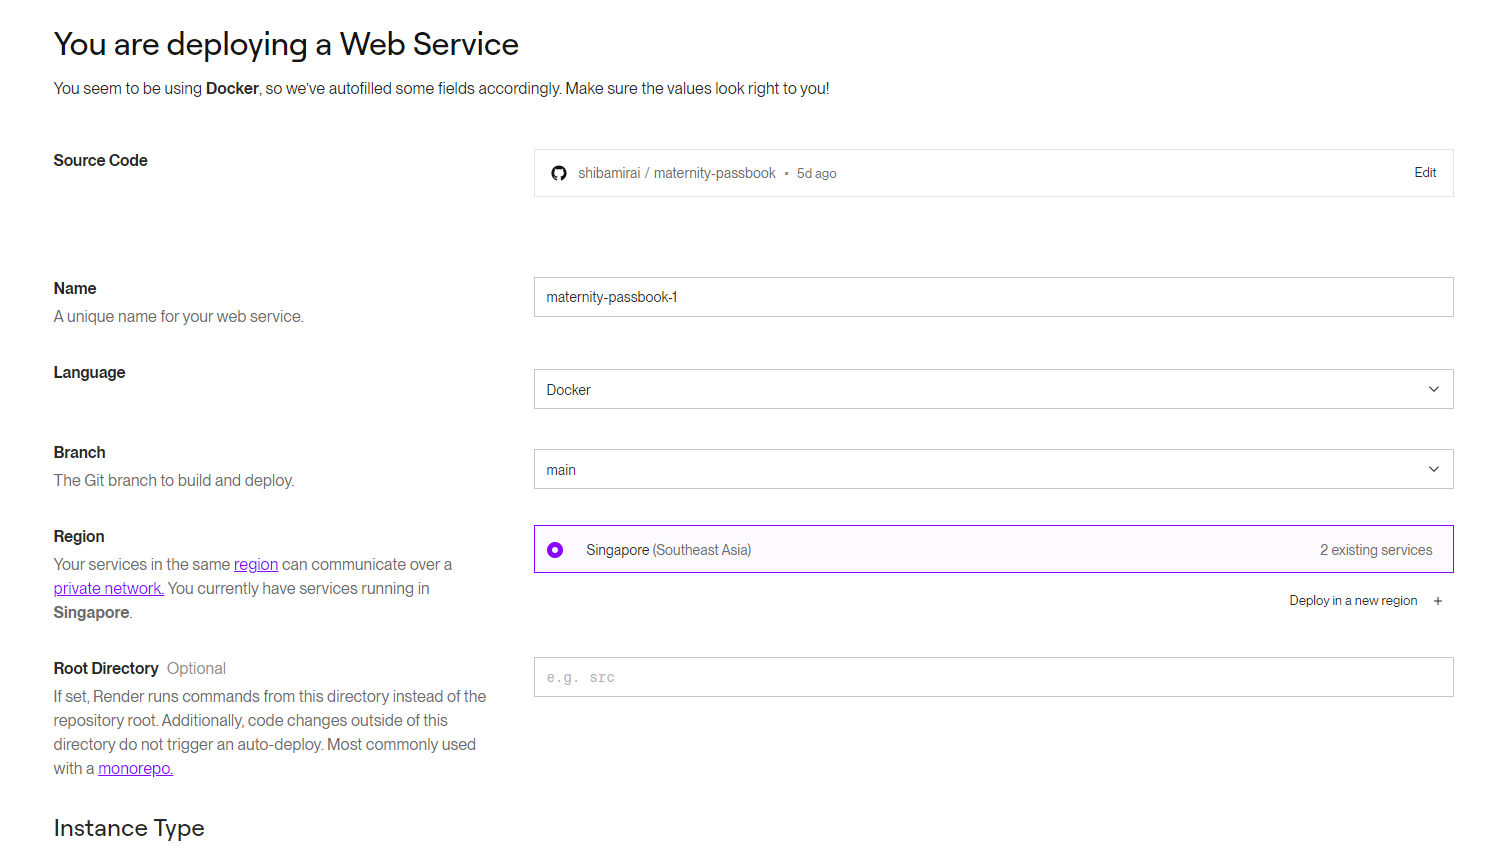 You are deploying a Web Service
You seem to be using Docker, so we've autofilled some fields accordingly. Make sure the values look right to you!
Source Code
shibamirai / maternity-passbook • 5d ago
Edit
Name
A unique name for your web service.
maternity-passbook-1
Language
Docker
Branch
The Git branch to build and deploy.
main
Region
Your services in the same region can communicate over a
private network. You currently have services running in
Singapore.
Singapore (Southeast Asia)
2 existing services
Deploy in a new region +
Root Directory Optional
If set, Render runs commands from this directory instead of the
repository root. Additionally, code changes outside of this
directory do not trigger an auto-deploy. Most commonly used
with a monorepo.
e.g. src
Instance Type